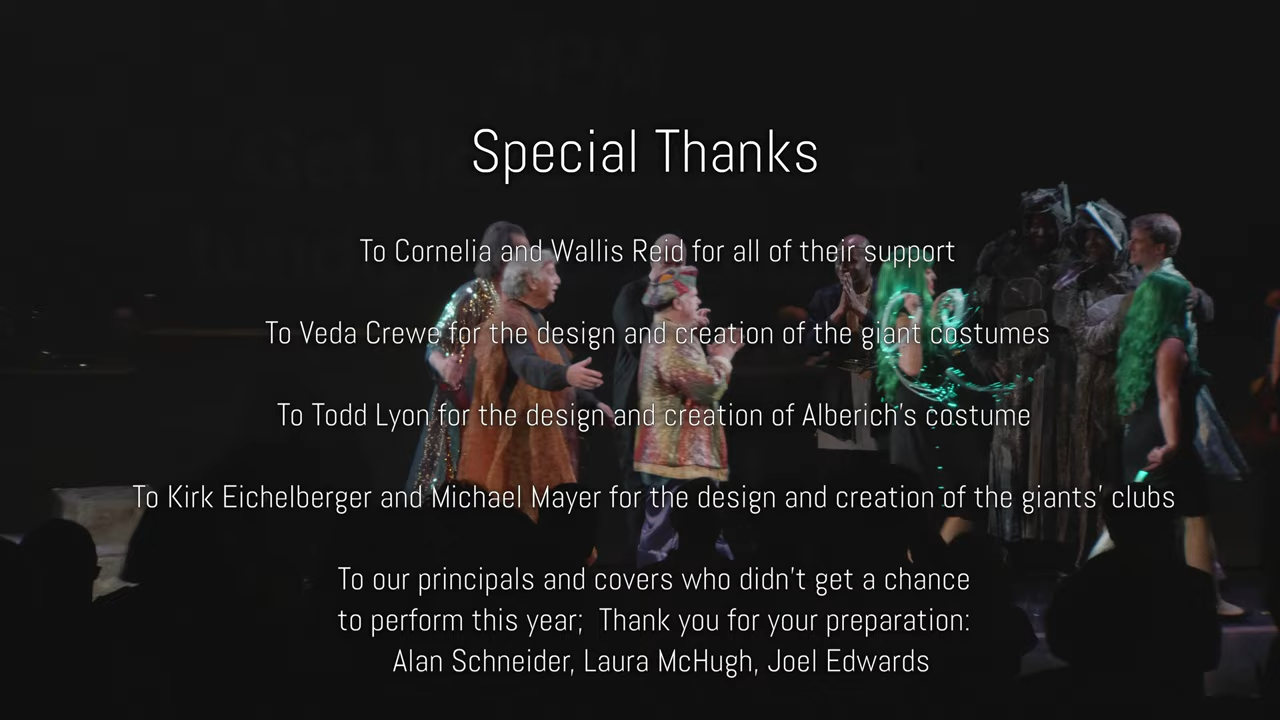 Special Thanks
To Cornelia and Wallis Reid for all of their support
To Veda Crewe for the design and creation of the giant costumes
To Todd Lyon for the design and creation of Alberich's costume
To Kirk Eichelberger and Michael Mayer for the design and creation of the giants' clubs
To our principals and covers who didn't get a chance
to perform this year;  Thank you for your preparation:
Alan Schneider, Laura McHugh, Joel Edwards